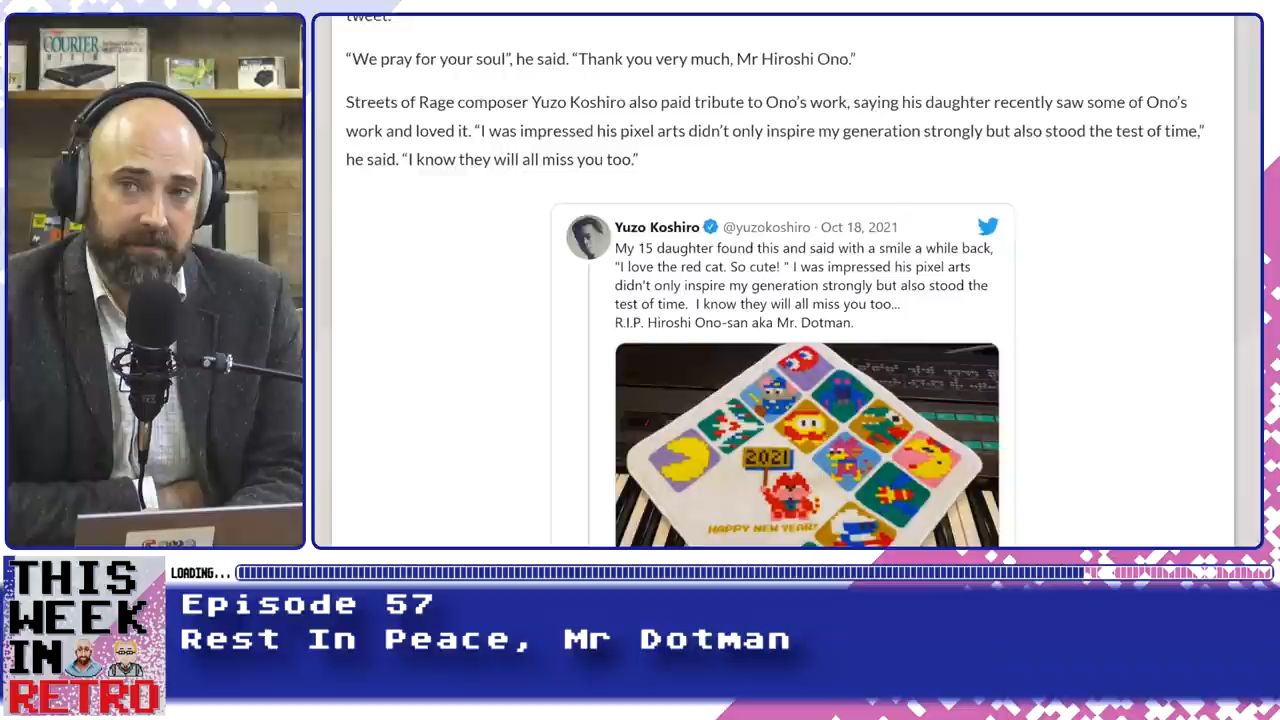 tweet.
“We pray for your soul”, he said. “Thank you very much, Mr Hiroshi Ono.”
Streets of Rage composer Yuzo Koshiro also paid tribute to Ono’s work, saying his daughter recently saw some of Ono’s
work and loved it. “I was impressed his pixel arts didn’t only inspire my generation strongly but also stood the test of time,”
he said. “I know they will all miss you too.”
Yuzo Koshiro @yuzokoshiro · Oct 18, 2021
My 15 daughter found this and said with a smile a while back,
"I love the red cat. So cute! " I was impressed his pixel arts
didn't only inspire my generation strongly but also stood the
test of time. I know they will all miss you too...
R.I.P. Hiroshi Ono-san aka Mr. Dotman.
2021
HAPPY NEW YEAR!
COURIER
LOADING...
Episode 57
Rest In Peace, Mr Dotman
THIS
WEEK
IN
RETRO